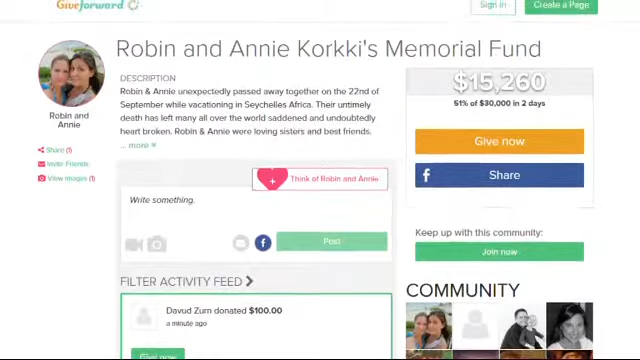 Giveforward
Sign in
Create a Page
Robin and Annie Korkki's Memorial Fund
Robin and
Annie
Share (1)
Invite Friends
View images (1)
DESCRIPTION
Robin & Annie unexpectedly passed away together on the 22nd of
September while vacationing in Seychelles Africa. Their untimely
death has left many all over the world saddened and undoubtedly
heart broken. Robin & Annie were loving sisters and best friends.
... more
$15,260
51% of $30,000 in 2 days
Give now
f
Share
Think of Robin and Annie
Write something.
f
Post
Keep up with this community:
Join now
FILTER ACTIVITY FEED
COMMUNITY
Davud Zurn donated $100.00
a minute ago
Give now